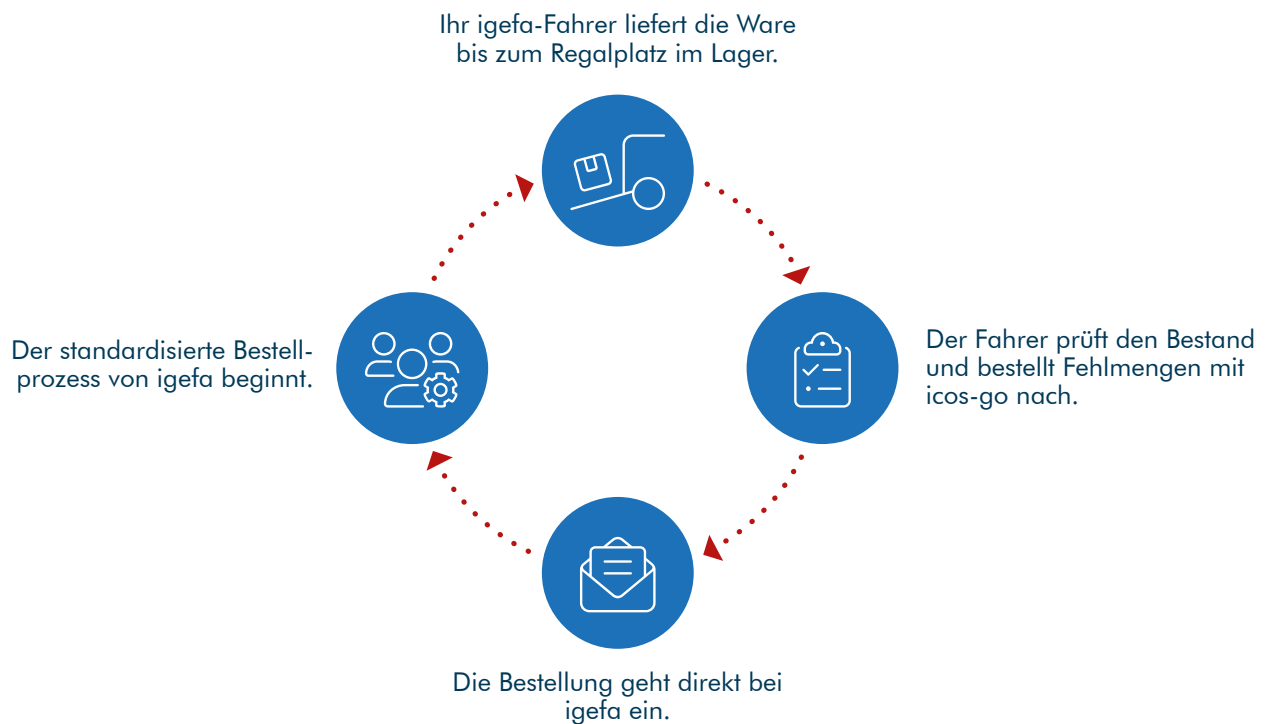 Ihr igefa-Fahrer liefert die Ware
bis zum Regalplatz im Lager.
Der Fahrer prüft den Bestand
und bestellt Fehlmengen mit
icos-go nach.
Die Bestellung geht direkt bei
igefa ein.
Der standardisierte Bestell-
prozess von igefa beginnt.